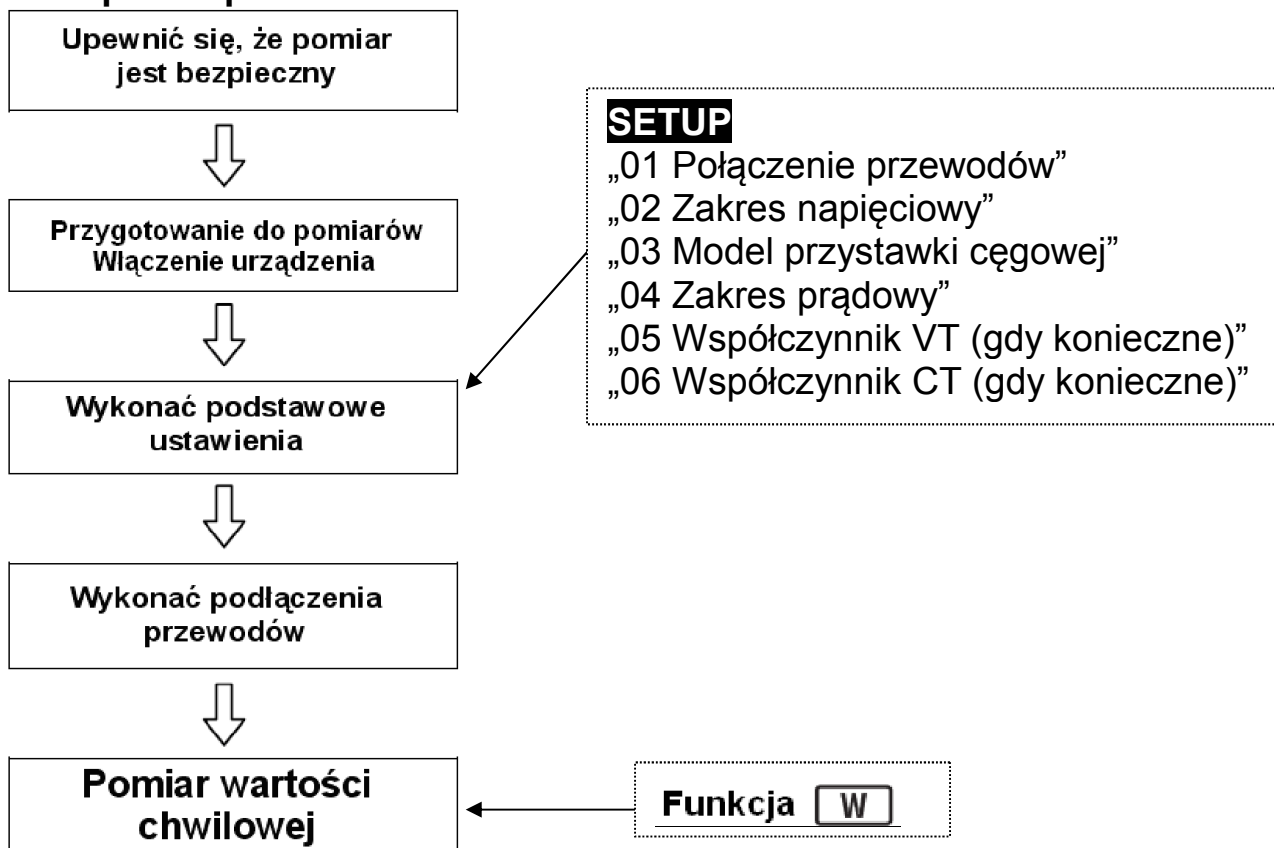 Upewnić się, że pomiar
jest bezpieczny
Przygotowanie do pomiarów
Włączenie urządzenia
Wykonać podstawowe
ustawienia
Wykonać podłączenia
przewodów
Pomiar wartości
chwilowej
SETUP
„01 Połączenie przewodów”
„02 Zakres napięciowy”
„03 Model przystawki cęgowej”
„04 Zakres prądowy”
„05 Współczynnik VT (gdy konieczne)”
„06 Współczynnik CT (gdy konieczne)”
Funkcja W